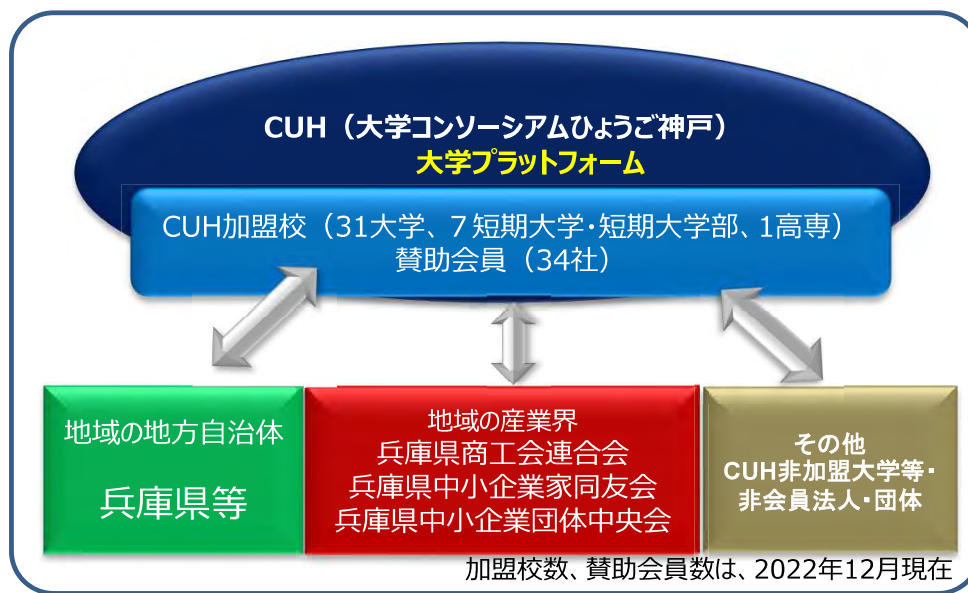 CUH（大学コンソーシアムひょうご神戸）
大学プラットフォーム
CUH加盟校（31大学、７短期大学・短期大学部、1高専）
賛助会員（34社）
地域の地方自治体
兵庫県等
地域の産業界
兵庫県商工会連合会
兵庫県中小企業家同友会
兵庫県中小企業団体中央会
その他
CUH非加盟大学等・
非会員法人・団体
加盟校数、賛助会員数は、2022年12月現在